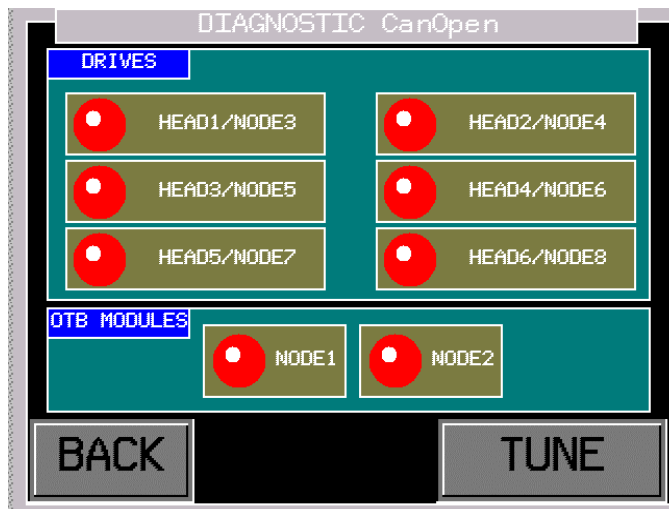 DIAGNOSTIC CanOpen
DRIVES
HEAD1/NODE3
HEAD2/NODE4
HEAD3/NODE5
HEAD4/NODE6
HEAD5/NODE7
HEAD6/NODE8
OTB MODULES
NODE1
NODE2
BACK
TUNE